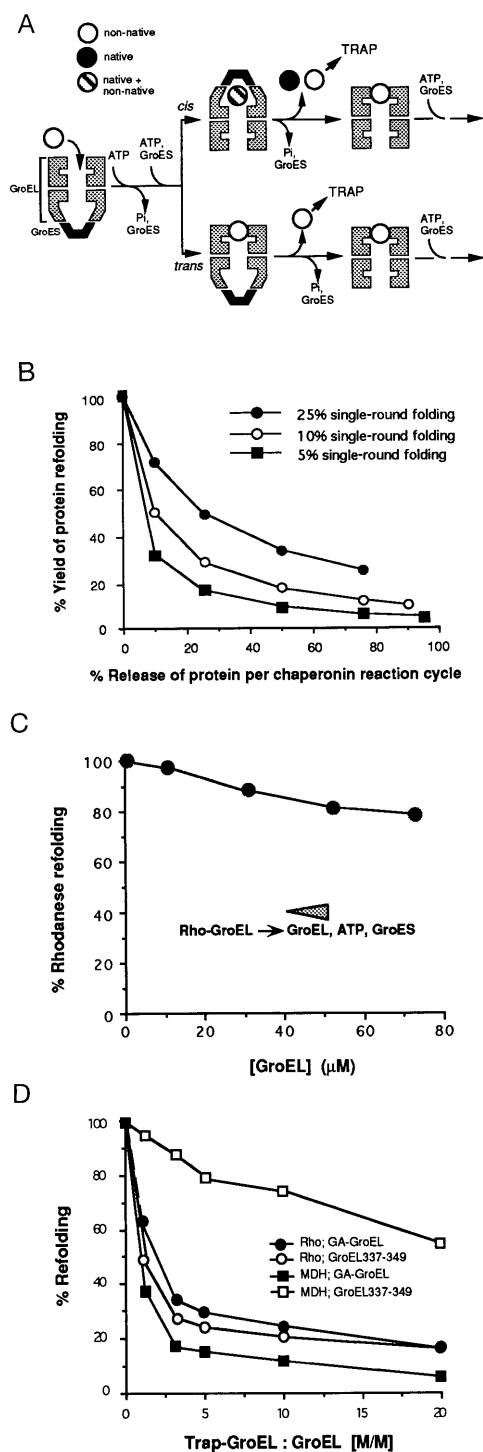 A
non-native
native
native +
non-native
TRAP
ATP,
GroES
cis
Pi,
GroES
GroEL
GroES
ATP
ATP,
GroES
Pi,
GroES
TRAP
ATP,
GroES
trans
Pi,
GroES
B
% Yield of protein refolding
100
80
60
40
20
0
25% single-round folding
10% single-round folding
5% single-round folding
0 20 40 60 80 100
% Release of protein per chaperonin reaction cycle
C
% Rhodanese refolding
100
80
60
40
20
0
Rho-GroEL GroEL, ATP, GroES
0 20 40 60 80
[GroEL] (μM)
D
% Refolding
100
80
60
40
20
0
Rho; GA-GroEL
Rho; GroEL337-349
MDH; GA-GroEL
MDH; GroEL337-349
0 5 10 15 20
Trap-GroEL : GroEL [M/M]